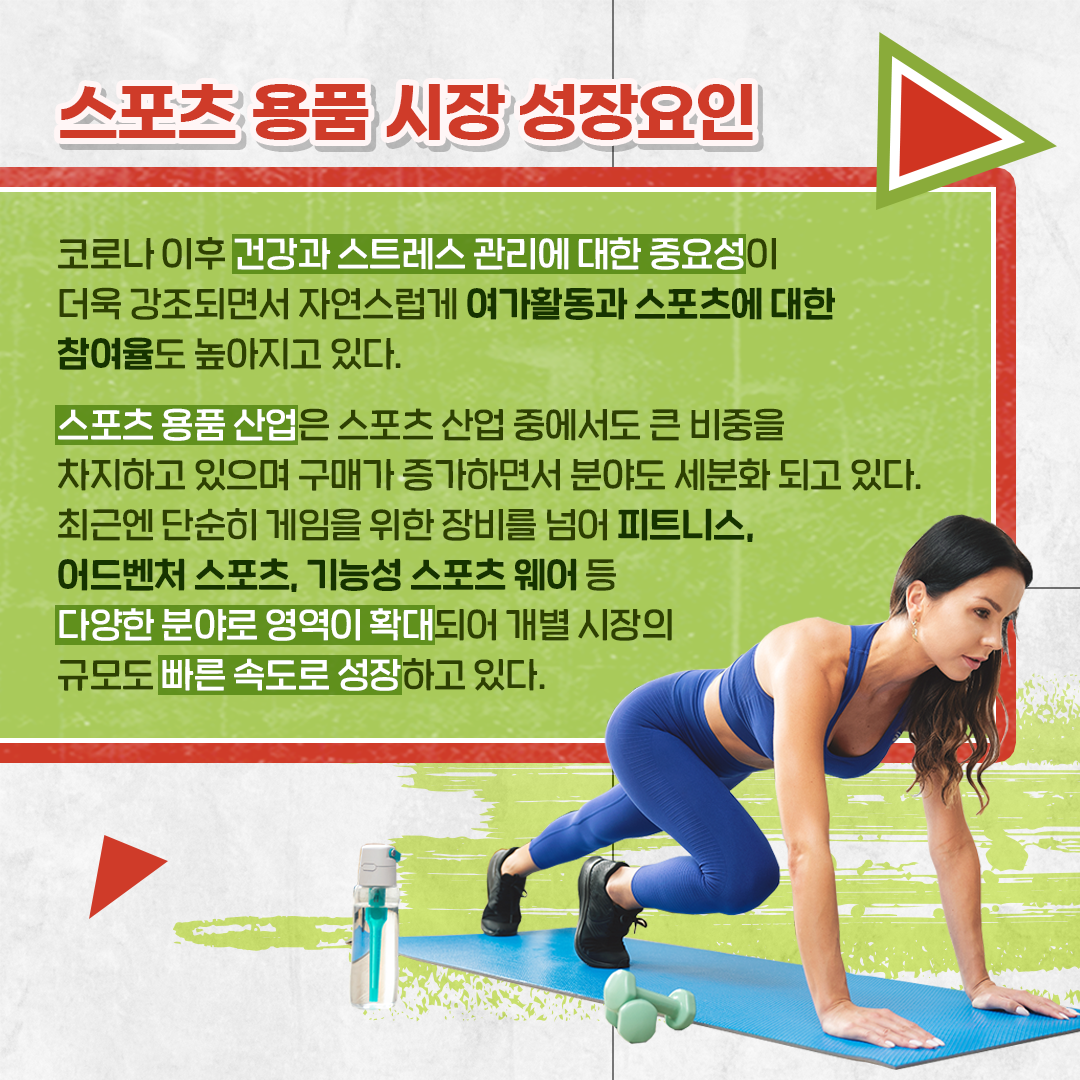 스포츠 용품 시장 성장요인
코로나 이후 건강과 스트레스 관리에 대한 중요성이
더욱 강조되면서 자연스럽게 여가활동과 스포츠에 대한
참여율도 높아지고 있다.
스포츠 용품 산업은 스포츠 산업 중에서도 큰 비중을
차지하고 있으며 구매가 증가하면서 분야도 세분화 되고 있다.
최근엔 단순히 게임을 위한 장비를 넘어 피트니스,
어드벤처 스포츠, 기능성 스포츠 웨어 등
다양한 분야로 영역이 확대되어 개별 시장의
규모도 빠른 속도로 성장하고 있다.